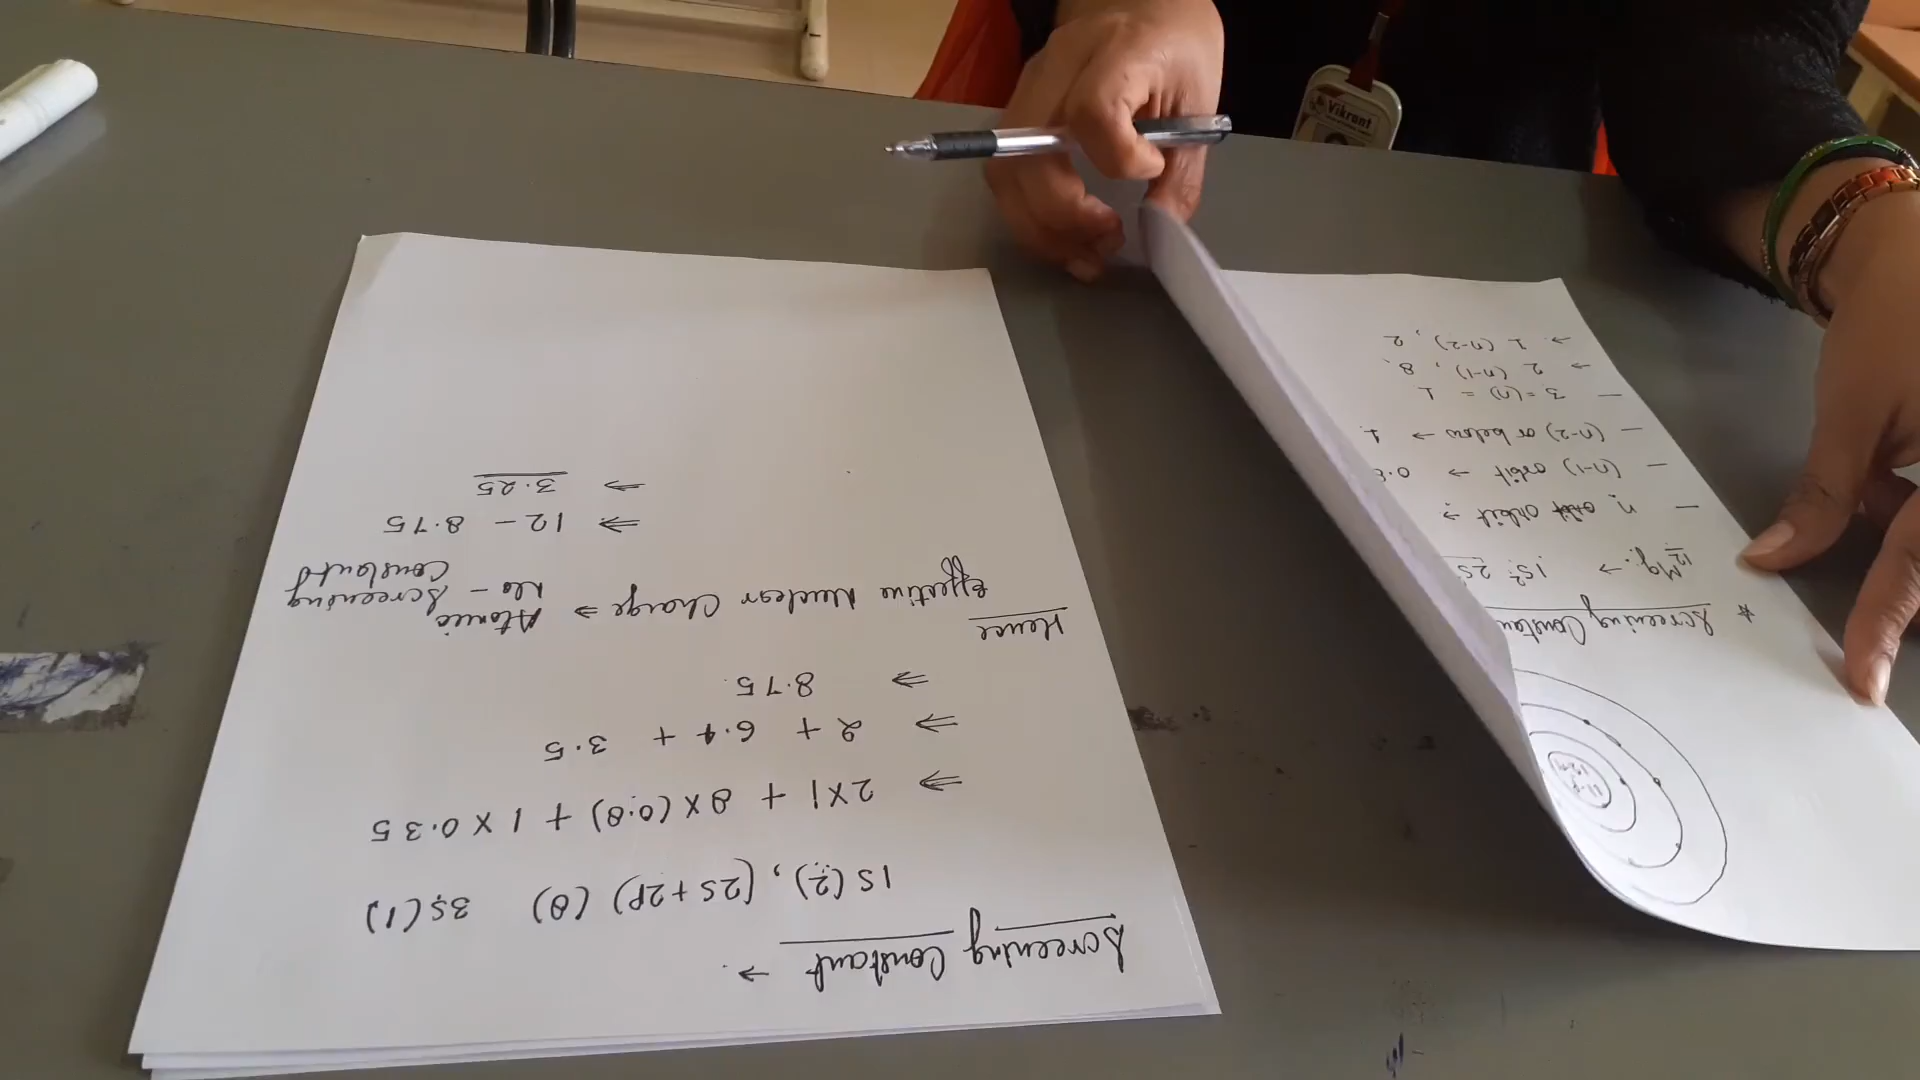 Screening Constant →
1S(2), (2S+2P) (8) 3S(1)
⇒ 2X1 + 8X(0.8) + 1 X 0.35
⇒ 2 + 6.4 + 3.5
⇒ 8.75
Hence
Effective Nuclear Charge ⇒ Atomic No - Screening Constant
⇒ 12 - 8.75
⇒ 3.25
* Screening Constan
12Mg → 1S² 2S
- n orbit →
- (n-1) orbit → 0.8
- (n-2) or below → 1
- 3 = (n) = 1
→ 2 (n-1), 8
→ 1 (n-2), 2
Vikrant